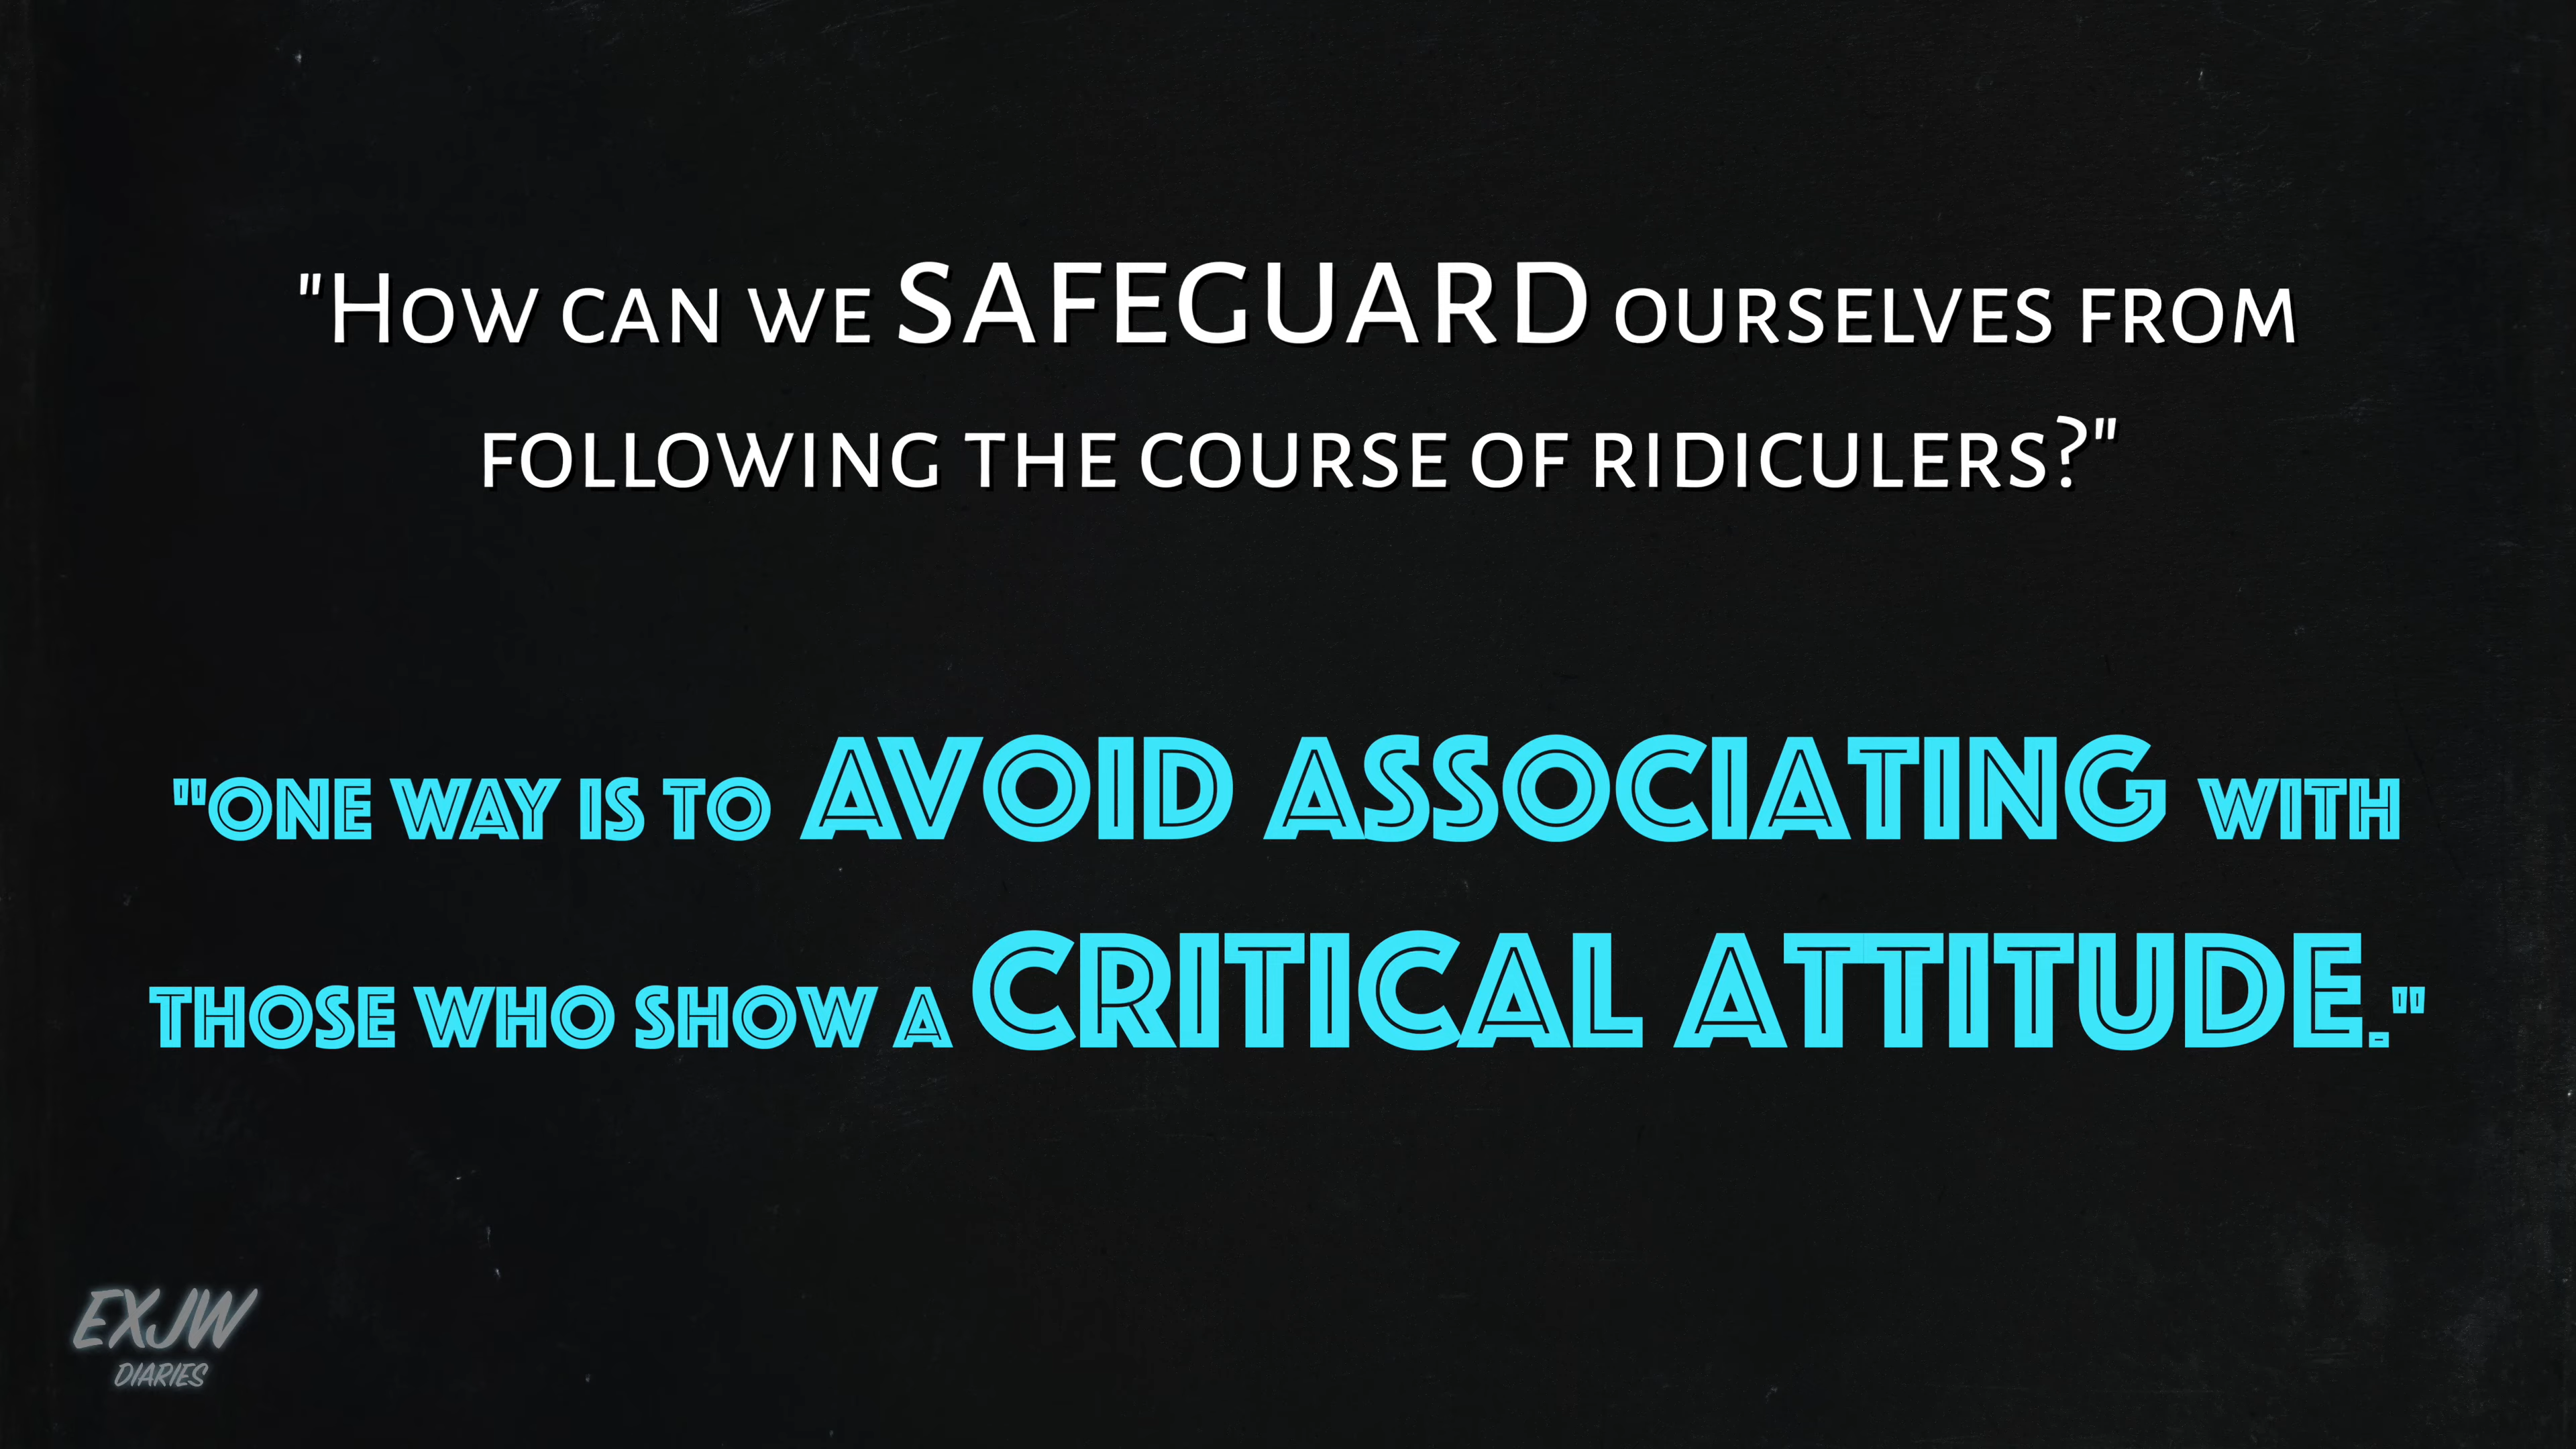 "How can we SAFEGUARD ourselves from
following the course of ridiculers?"
"ONE WAY IS TO AVOID ASSOCIATING WITH
THOSE WHO SHOW A CRITICAL ATTITUDE."
EXJW
DIARIES